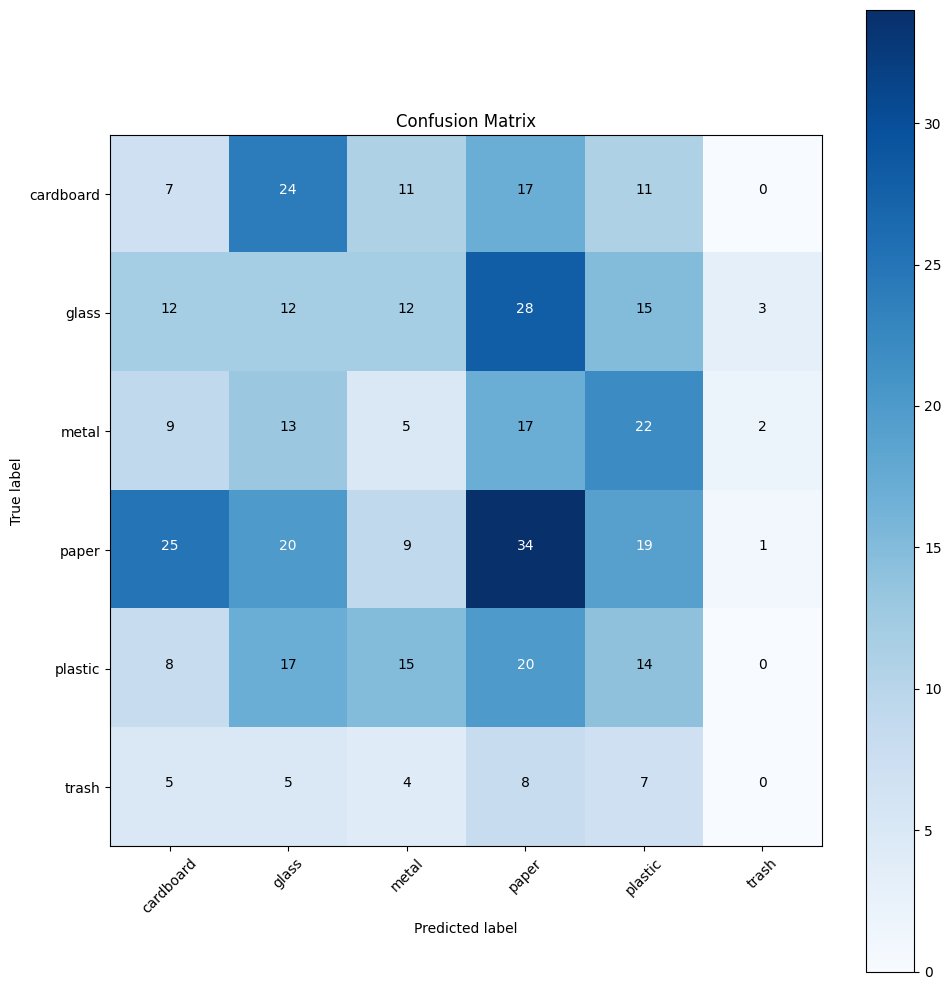 Confusion Matrix
cardboard 7 24 11 17 11 0
glass 12 12 12 28 15 3
metal 9 13 5 17 22 2
paper 25 20 9 34 19 1
plastic 8 17 15 20 14 0
trash 5 5 4 8 7 0
True label
cardboard glass metal paper plastic trash
Predicted label
30
25
20
15
10
5
0